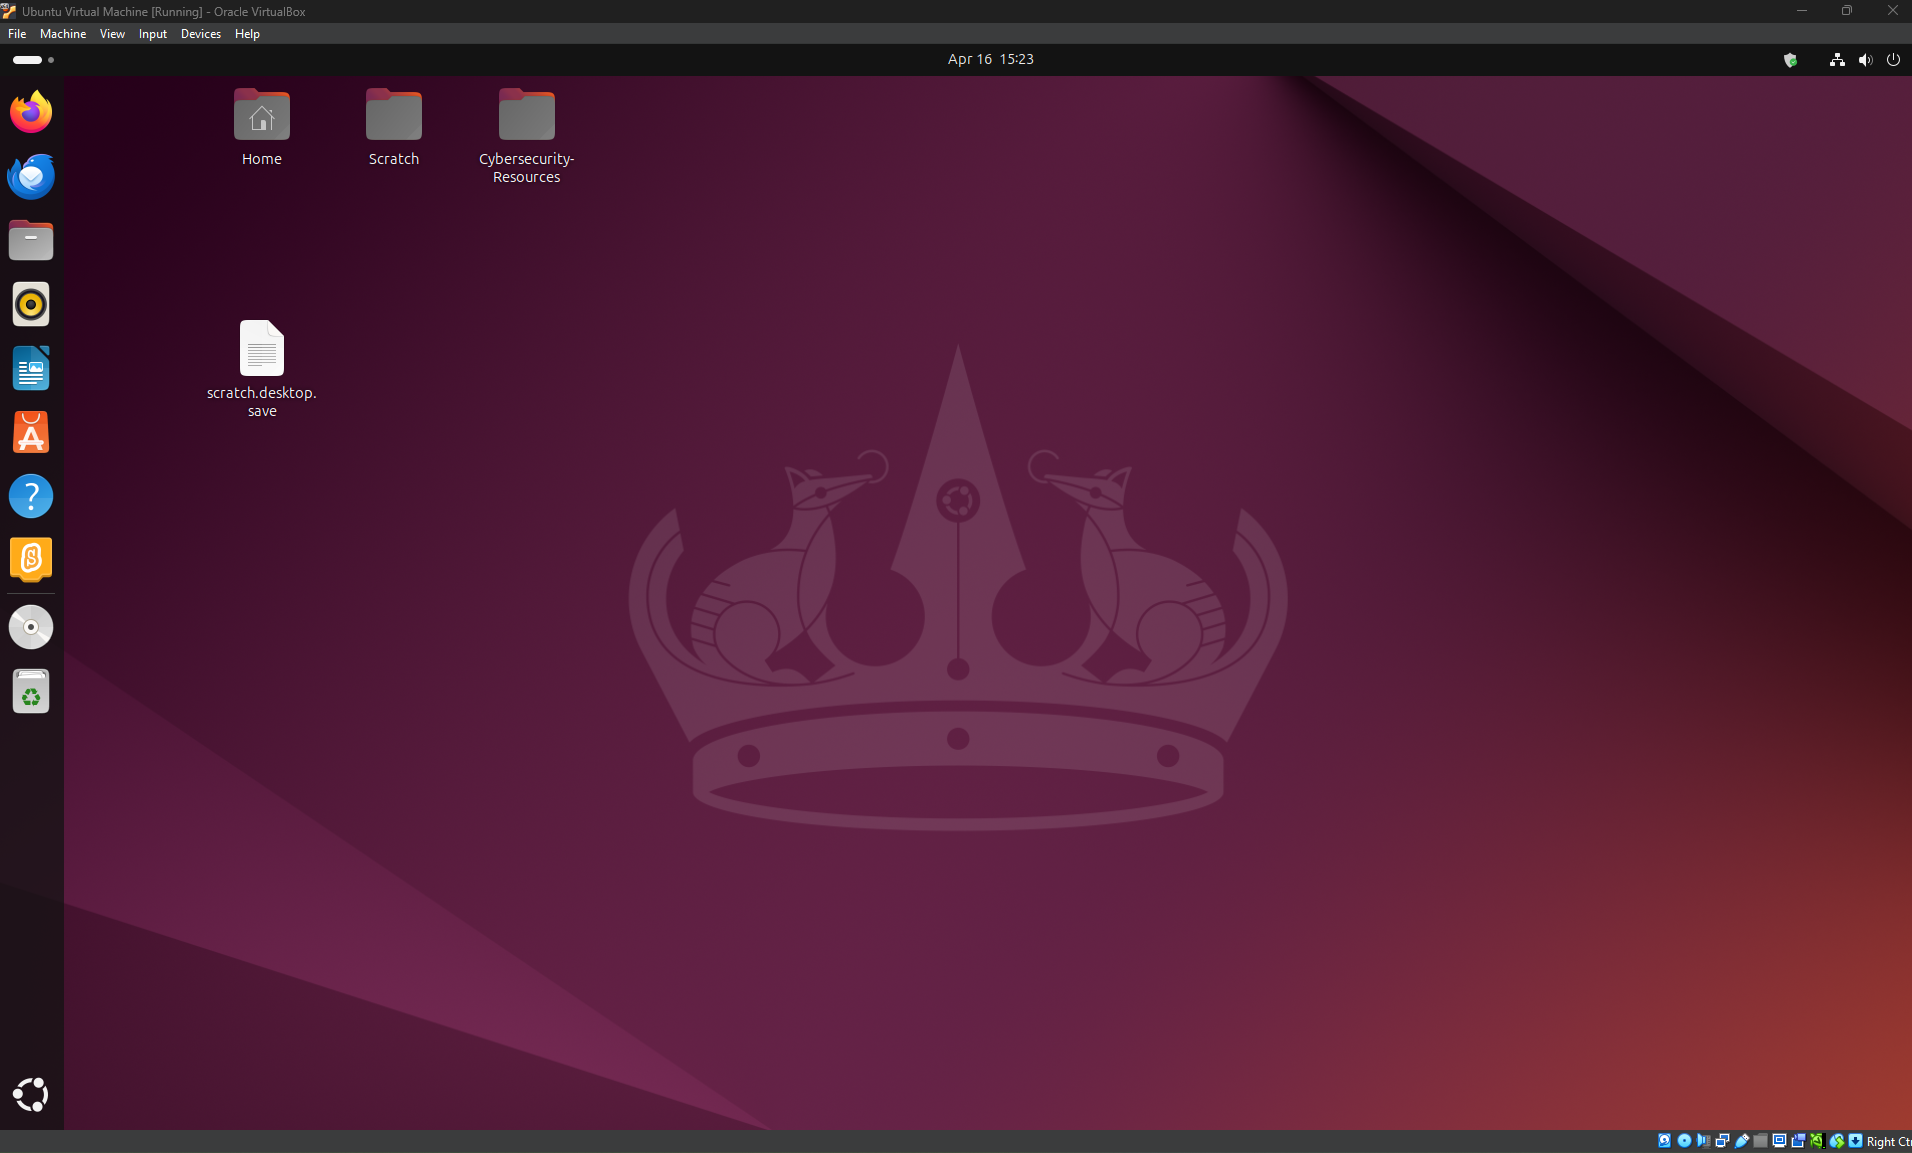 Ubuntu Virtual Machine [Running] - Oracle VirtualBox
File Machine View Input Devices Help
Apr 16 15:23
Home
Scratch
Cybersecurity-
Resources
scratch.desktop.
save
Right Ctr